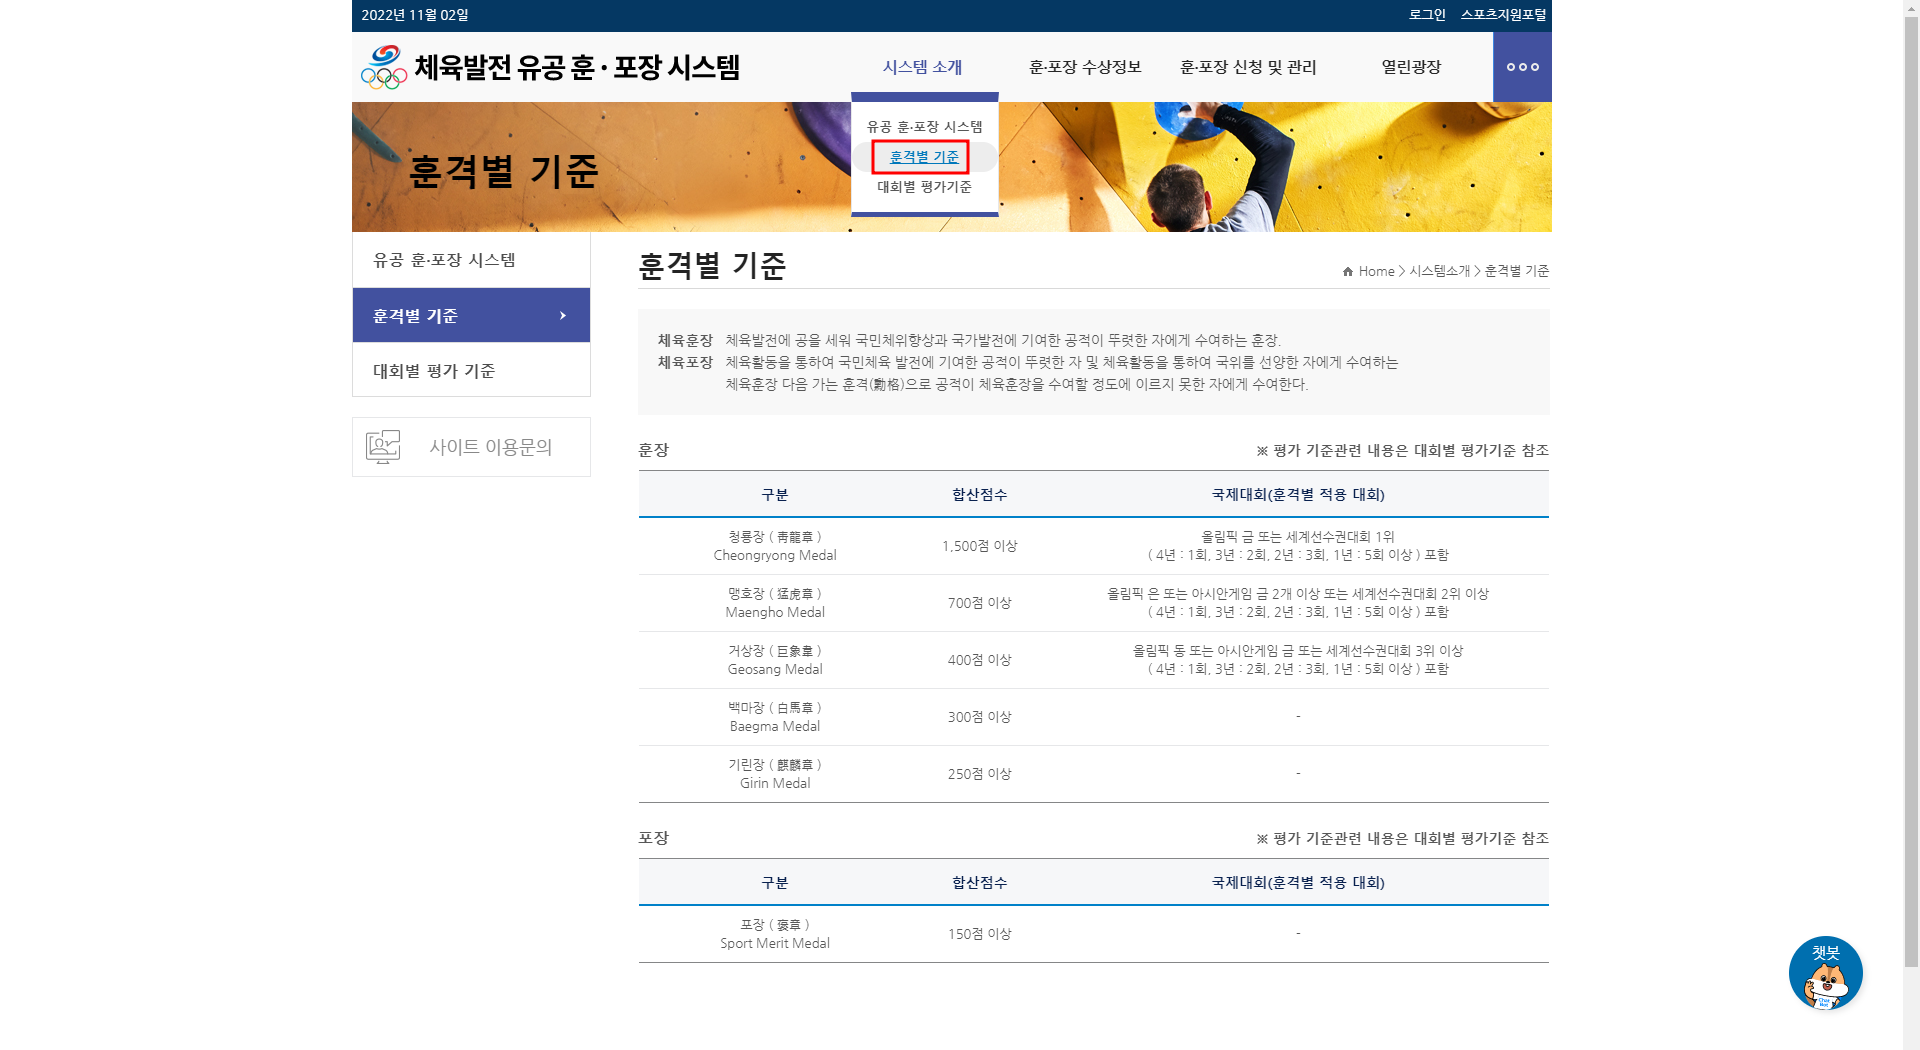 2022년 11월 02일
로그인 스포츠지원포털
체육발전 유공 훈·포장 시스템
시스템 소개 훈·포장 수상정보 훈·포장 신청 및 관리 열린광장
유공 훈·포장 시스템
훈격별 기준
대회별 평가기준
훈격별 기준
유공 훈·포장 시스템
훈격별 기준
대회별 평가 기준
사이트 이용문의
훈격별 기준
Home > 시스템소개 > 훈격별 기준
체육훈장 체육발전에 공을 세워 국민체위향상과 국가발전에 기여한 공적이 뚜렷한 자에게 수여하는 훈장.
체육포장 체육활동을 통하여 국민체육 발전에 기여한 공적이 뚜렷한 자 및 체육활동을 통하여 국위를 선양한 자에게 수여하는
체육훈장 다음 가는 훈격(勳格)으로 공적이 체육훈장을 수여할 정도에 이르지 못한 자에게 수여한다.
훈장
※ 평가 기준관련 내용은 대회별 평가기준 참조
구분 합산점수 국제대회(훈격별 적용 대회)
청룡장 ( 靑龍章 )
Cheongryong Medal
1,500점 이상
올림픽 금 또는 세계선수권대회 1위
( 4년 : 1회, 3년 : 2회, 2년 : 3회, 1년 : 5회 이상 ) 포함
맹호장 ( 猛虎章 )
Maengho Medal
700점 이상
올림픽 은 또는 아시안게임 금 2개 이상 또는 세계선수권대회 2위 이상
( 4년 : 1회, 3년 : 2회, 2년 : 3회, 1년 : 5회 이상 ) 포함
거상장 ( 巨象章 )
Geosang Medal
400점 이상
올림픽 동 또는 아시안게임 금 또는 세계선수권대회 3위 이상
( 4년 : 1회, 3년 : 2회, 2년 : 3회, 1년 : 5회 이상 ) 포함
백마장 ( 白馬章 )
Baegma Medal
300점 이상
-
기린장 ( 麒麟章 )
Girin Medal
250점 이상
-
포장
※ 평가 기준관련 내용은 대회별 평가기준 참조
구분 합산점수 국제대회(훈격별 적용 대회)
포장 ( 褒章 )
Sport Merit Medal
150점 이상
-
챗봇
Chat
Bot